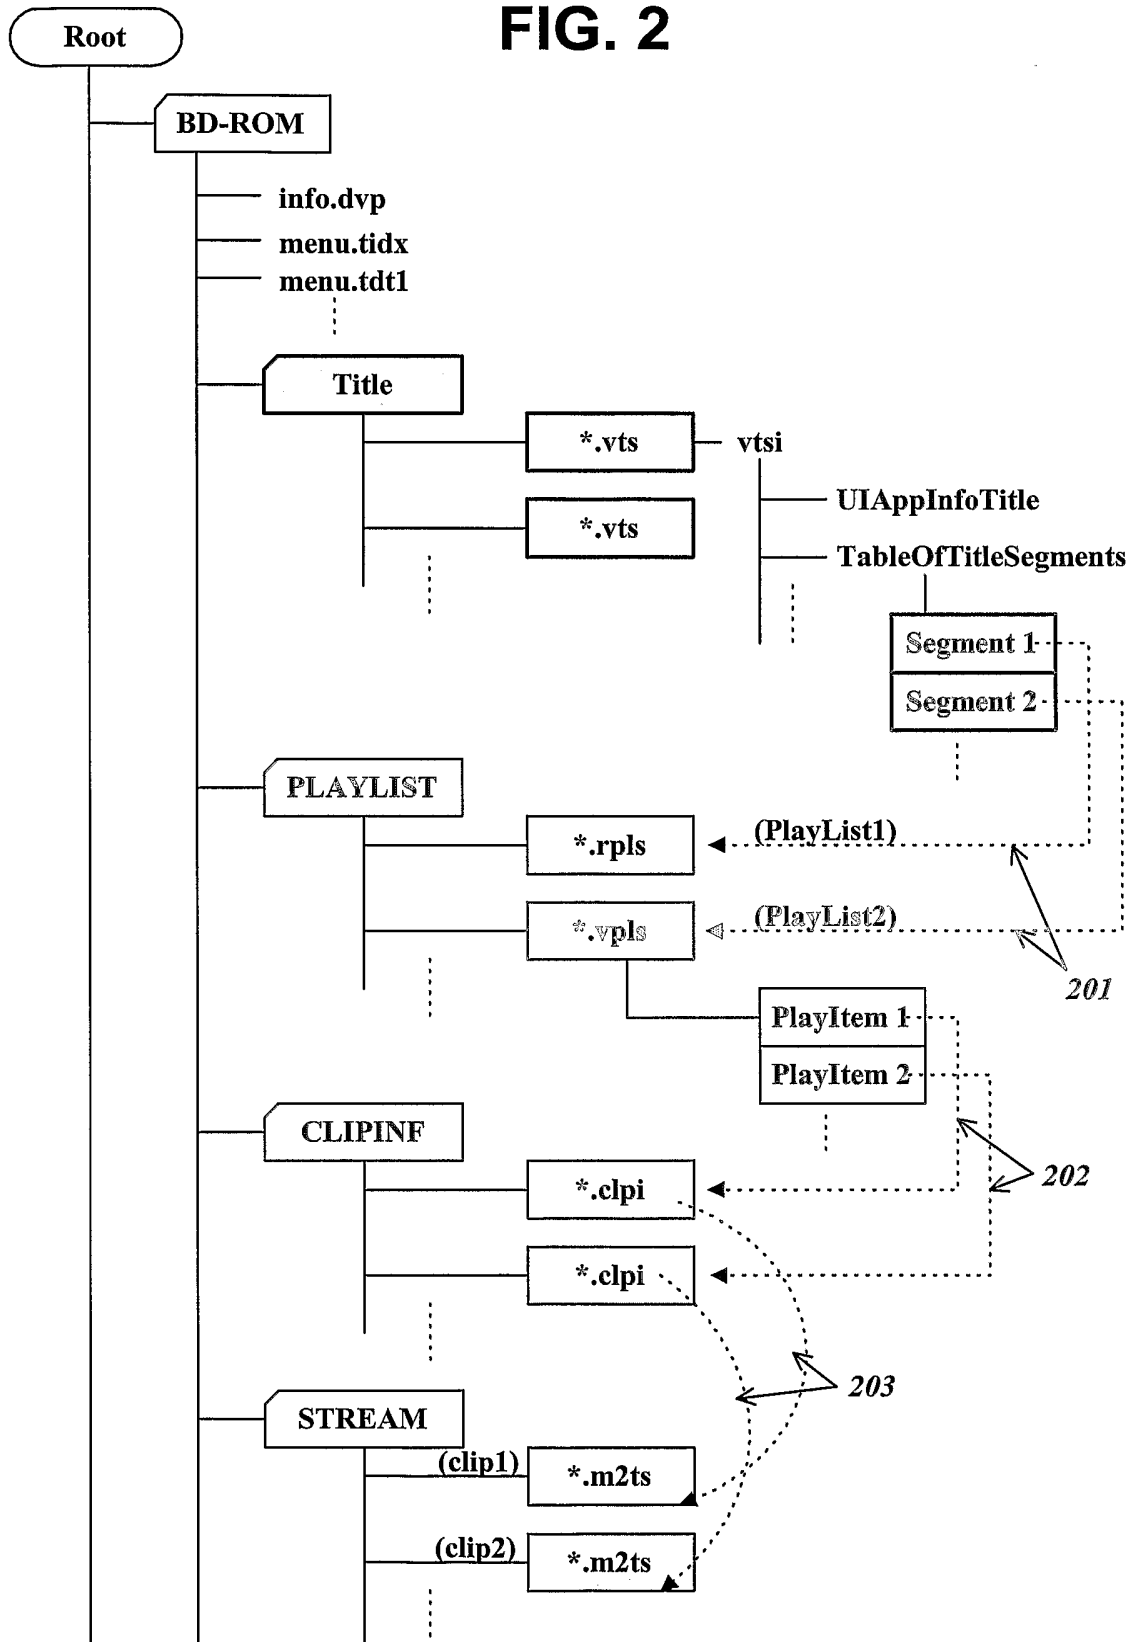 FIG. 2
Root
BD-ROM
info.dvp
menu.tidx
menu.tdt1
Title
*.vts
vtsi
UIAppInfoTitle
*.vts
TableOfTitleSegments
Segment 1
Segment 2
PLAYLIST
*.rpls
(PlayList1)
*.vpls
(PlayList2)
201
PlayItem 1
PlayItem 2
CLIPINF
*.clpi
202
*.clpi
203
STREAM
(clip1)
*.m2ts
(clip2)
*.m2ts